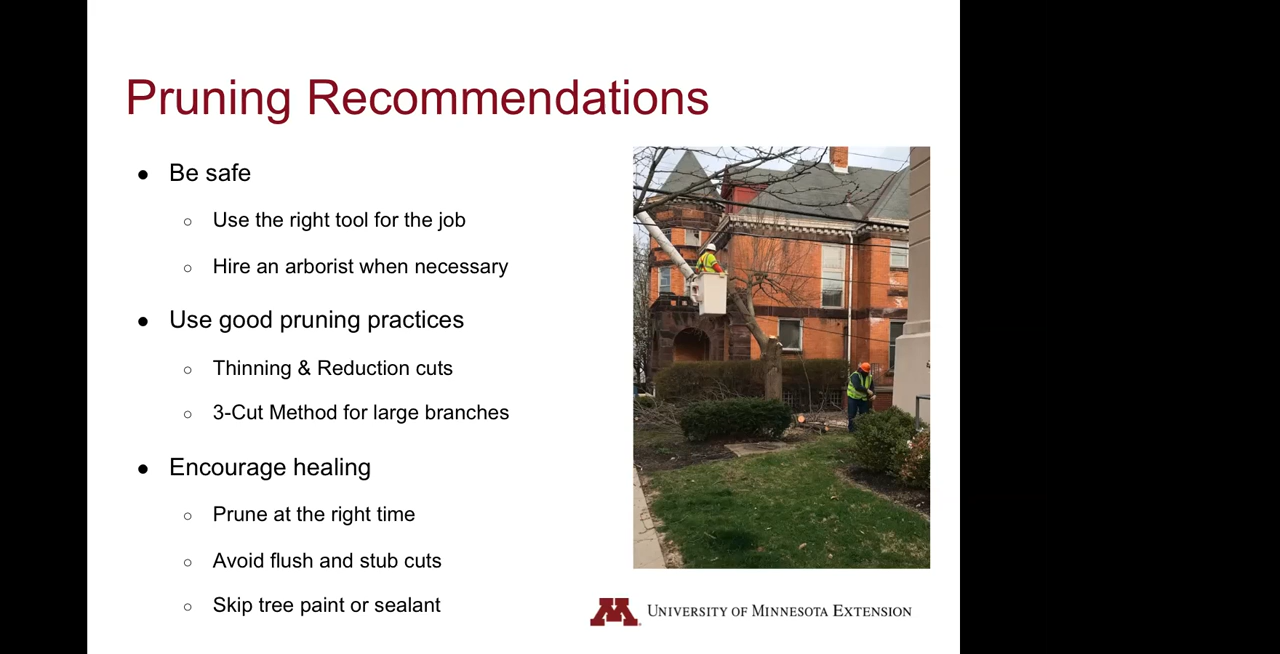 Pruning Recommendations
● Be safe
○ Use the right tool for the job
○ Hire an arborist when necessary
● Use good pruning practices
○ Thinning & Reduction cuts
○ 3-Cut Method for large branches
● Encourage healing
○ Prune at the right time
○ Avoid flush and stub cuts
○ Skip tree paint or sealant
M UNIVERSITY OF MINNESOTA EXTENSION